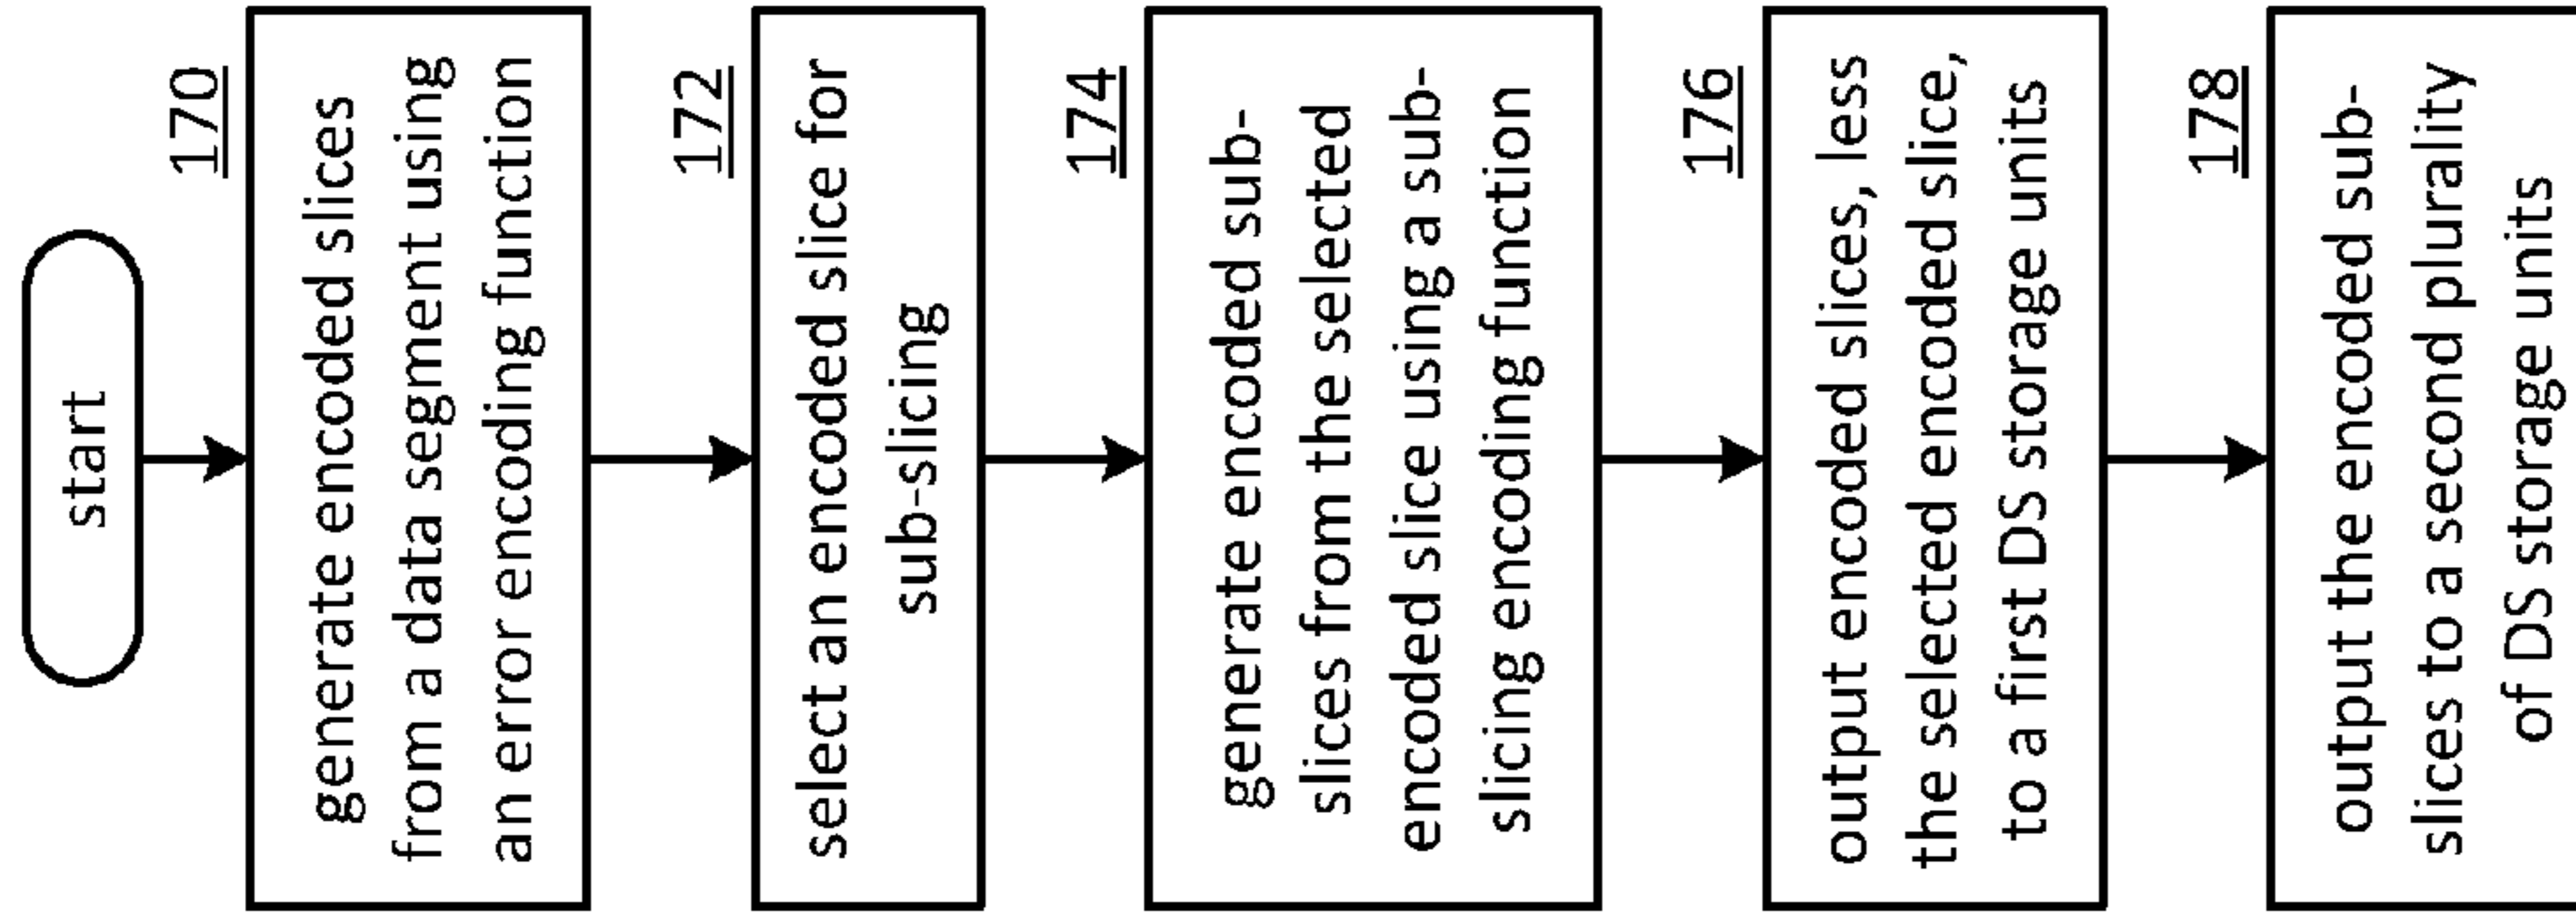 start
170
generate encoded slices
from a data segment using
an error encoding function
172
select an encoded slice for
sub-slicing
174
generate encoded sub-
slices from the selected
encoded slice using a sub-
slicing encoding function
176
output encoded slices, less
the selected encoded slice,
to a first DS storage units
178
output the encoded sub-
slices to a second plurality
of DS storage units